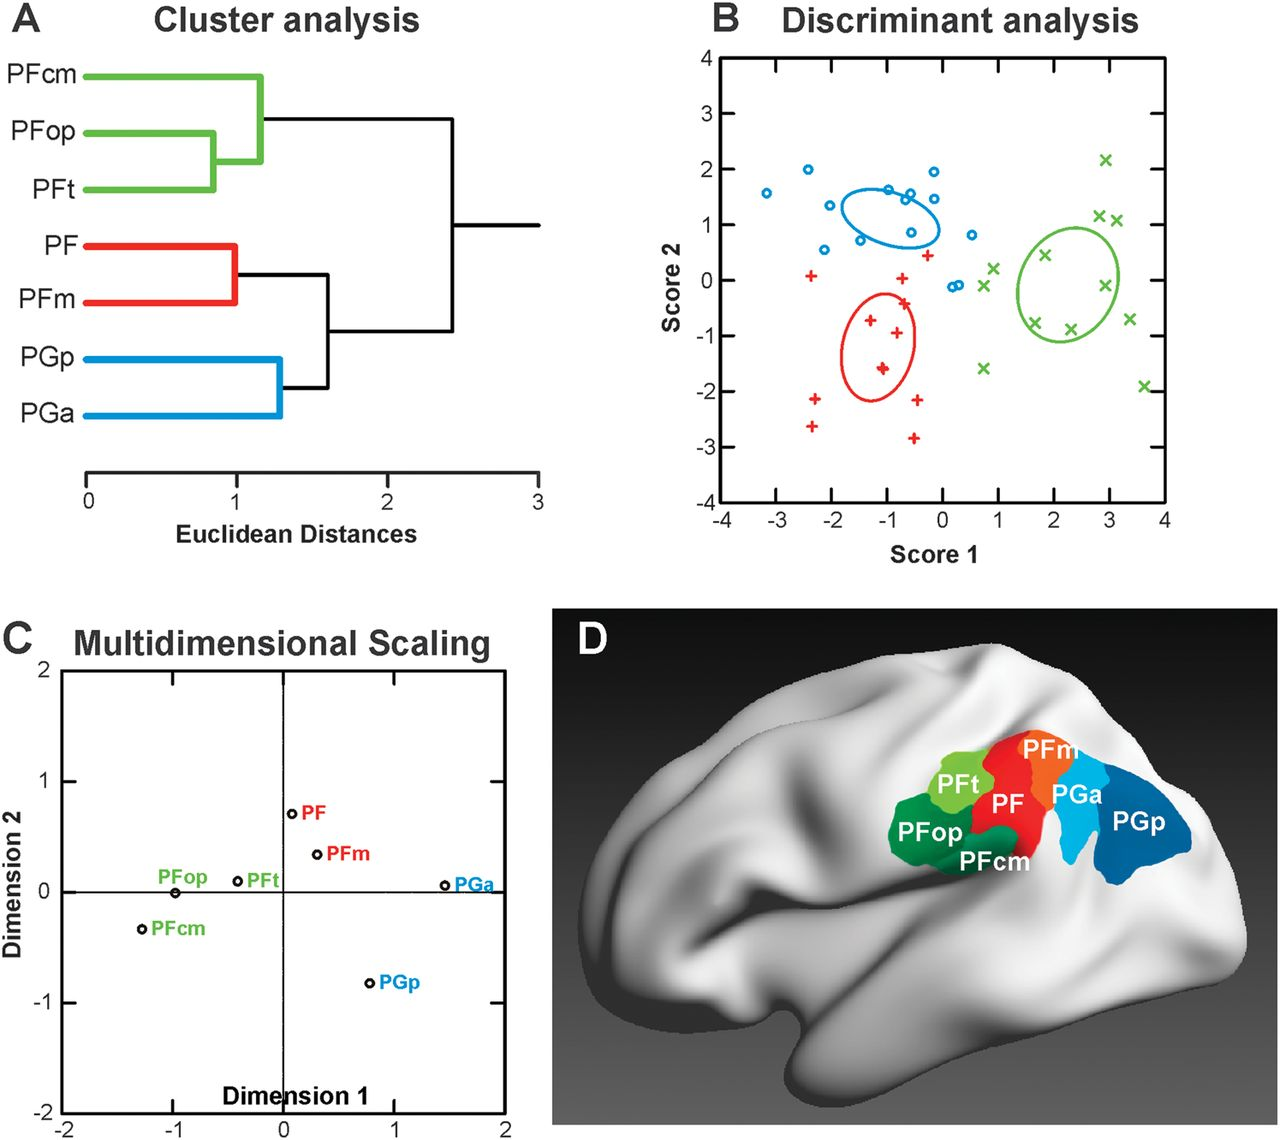 A Cluster analysis
PFcm
PFop
PFt
PF
PFm
PGp
PGa
0 1 2 3
Euclidean Distances
B Discriminant analysis
4
3
2
1
0
-1
-2
-3
-4
Score 2
-4 -3 -2 -1 0 1 2 3 4
Score 1
C Multidimensional Scaling
2
1
0
-1
-2
Dimension 2
PF
PFm
PFop
PFt
PGa
PFcm
PGp
Dimension 1
-2 -1 0 1 2
D
PFm
PFt
PGa
PF
PGp
PFop
PFcm